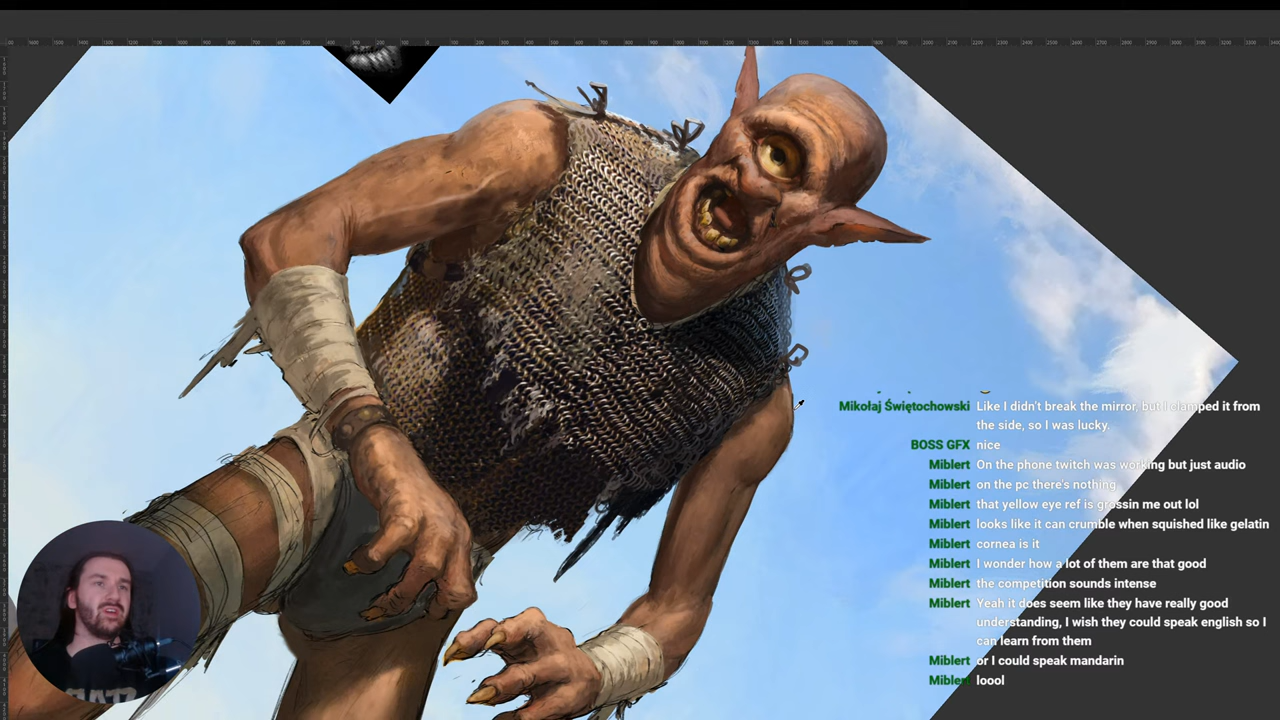 Mikołaj Świętochowski Like I didn't break the mirror, but I clamped it from
the side, so I was lucky.
BOSS GFX nice
Miblert On the phone twitch was working but just audio
Miblert on the pc there's nothing
Miblert that yellow eye ref is grossin me out lol
Miblert looks like it can crumble when squished like gelatin
Miblert cornea is it
Miblert I wonder how a lot of them are that good
Miblert the competition sounds intense
Miblert Yeah it does seem like they have really good
understanding, I wish they could speak english so I
can learn from them
Miblert or I could speak mandarin
Miblert loool